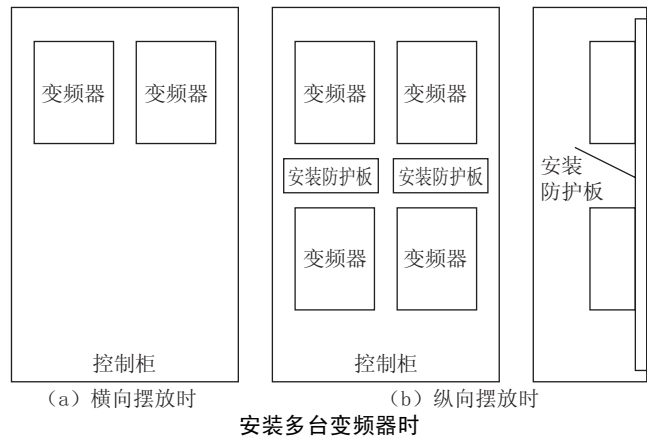 变频器 变频器
控制柜
（a）横向摆放时
变频器 变频器
安装防护板 安装防护板
变频器 变频器
控制柜
安装
防护板
（b）纵向摆放时
安装多台变频器时